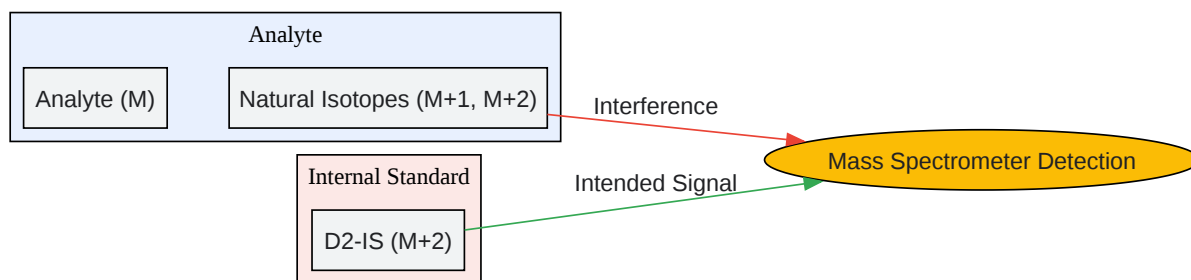 Analyte
Analyte (M)
Natural Isotopes (M+1, M+2)
Interference
Mass Spectrometer Detection
Internal Standard
Intended Signal
D2-IS (M+2)